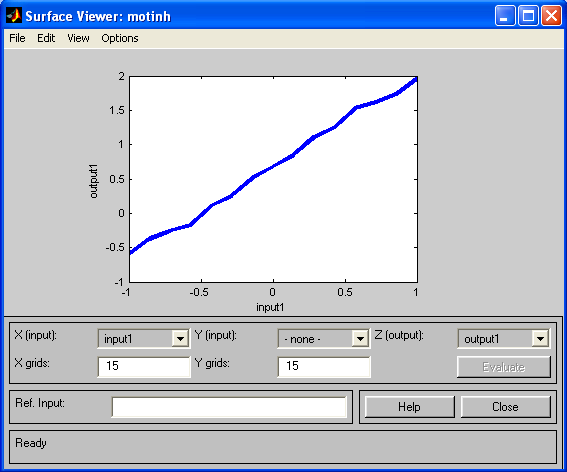 Surface Viewer: motinh
File Edit View Options
2
1.5
1
0.5
0
-0.5
-1
output1
-1 -0.5 0 0.5 1
input1
X (input): input1 Y (input): - none - Z (output): output1
X grids: 15 Y grids: 15 Evaluate
Ref. Input: Help Close
Ready